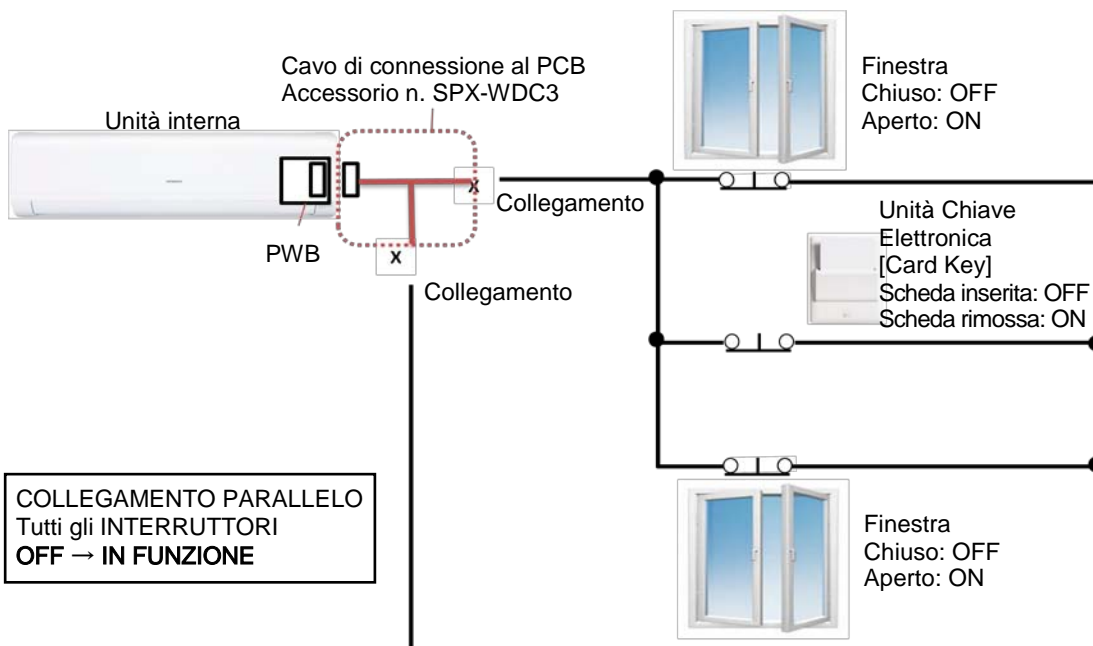 Cavo di connessione al PCB
Accessorio n. SPX-WDC3
Unità interna
PWB
X
Collegamento
X
Collegamento
Finestra
Chiuso: OFF
Aperto: ON
Unità Chiave
Elettronica
[Card Key]
Scheda inserita: OFF
Scheda rimossa: ON
COLLEGAMENTO PARALLELO
Tutti gli INTERRUTTORI
OFF → IN FUNZIONE
Finestra
Chiuso: OFF
Aperto: ON